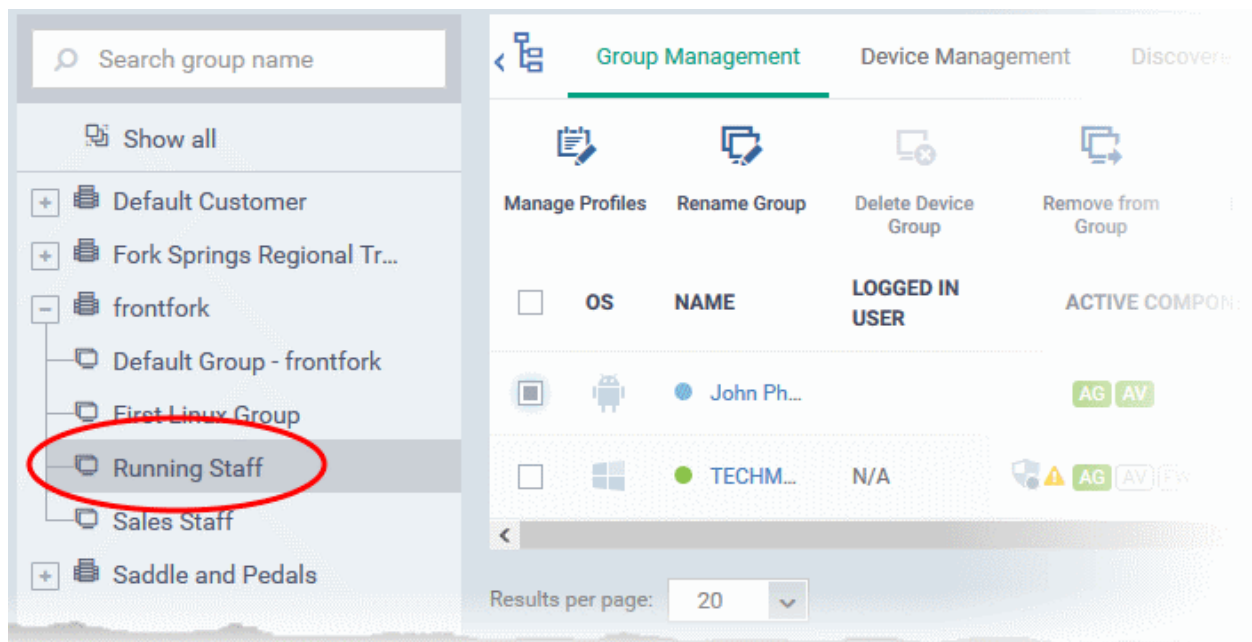 Search group name
Show all
Default Customer
Fork Springs Regional Tr...
frontfork
Default Group - frontfork
First Linux Group
Running Staff
Sales Staff
Saddle and Pedals
Group Management Device Management
Manage Profiles Rename Group Delete Device Group Remove from Group
OS NAME LOGGED IN USER ACTIVE
John Ph... AG AV
TECHM... N/A AG AV
Results per page: 20